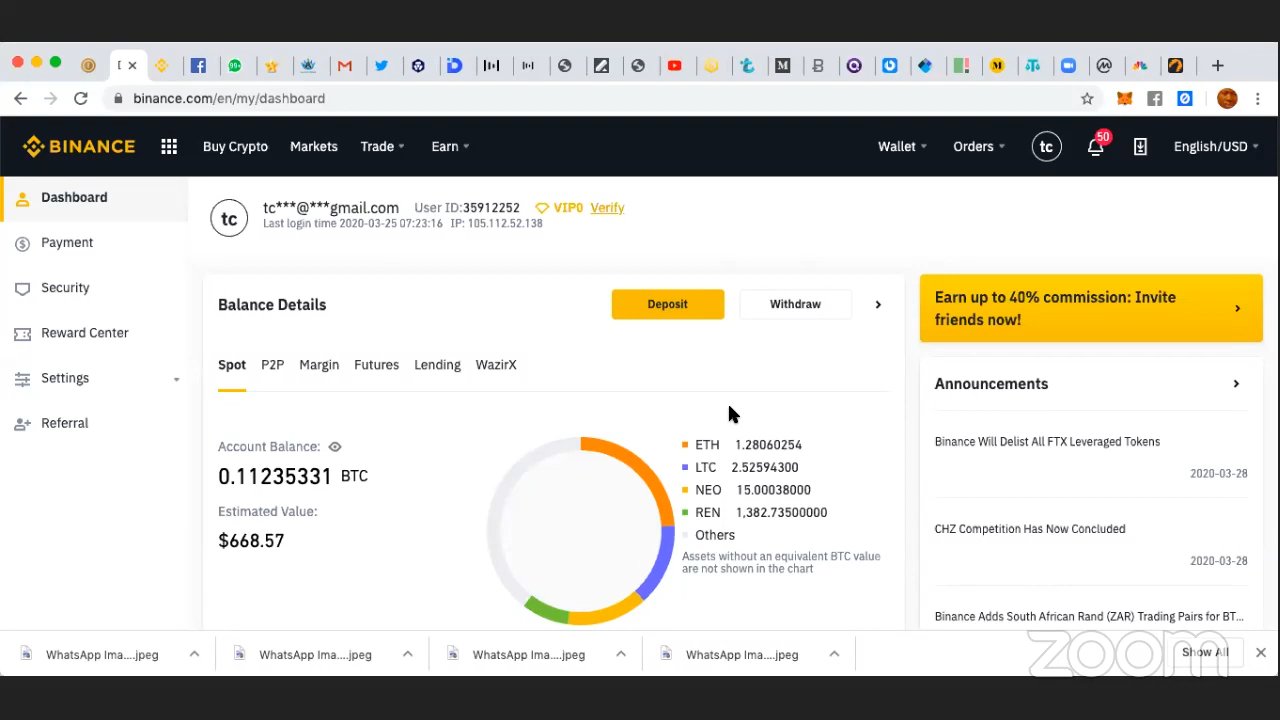 binance.com/en/my/dashboard
BINANCE
Buy Crypto
Markets
Trade
Earn
Wallet
Orders
tc
50
English/USD
Dashboard
Payment
Security
Reward Center
Settings
Referral
tc
tc***@***gmail.com User ID:35912252 VIP0 Verify
Last login time 2020-03-25 07:23:16 IP: 105.112.52.138
Balance Details
Deposit
Withdraw
Spot P2P Margin Futures Lending WazirX
Account Balance:
0.11235331 BTC
Estimated Value:
$668.57
ETH 1.28060254
LTC 2.52594300
NEO 15.00038000
REN 1,382.73500000
Others
Assets without an equivalent BTC value
are not shown in the chart
Earn up to 40% commission: Invite
friends now!
Announcements
Binance Will Delist All FTX Leveraged Tokens
2020-03-28
CHZ Competition Has Now Concluded
2020-03-28
Binance Adds South African Rand (ZAR) Trading Pairs for BT...
WhatsApp Ima....jpeg
WhatsApp Ima....jpeg
WhatsApp Ima....jpeg
WhatsApp Ima....jpeg
Show All
zoom